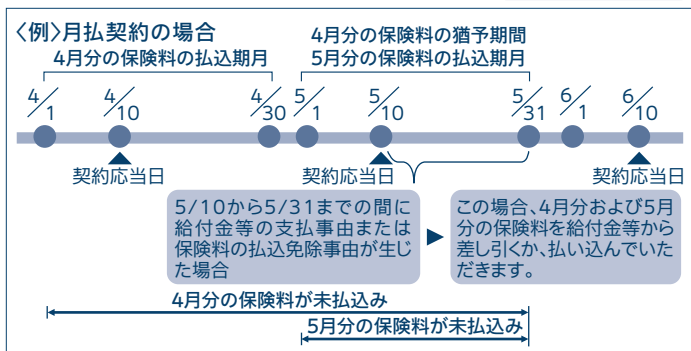 〈例〉月払契約の場合
4月分の保険料の払込期月
4月分の保険料の猶予期間
5月分の保険料の払込期月
4/1 4/10 4/30 5/1 5/10 5/31 6/1 6/10
契約応当日 契約応当日 契約応当日
5/10から5/31までの間に
給付金等の支払事由または
保険料の払込免除事由が生じ
た場合
この場合、4月分および5月
分の保険料を給付金等から
差し引くか、払い込んでいた
だきます。
4月分の保険料が未払込み
5月分の保険料が未払込み